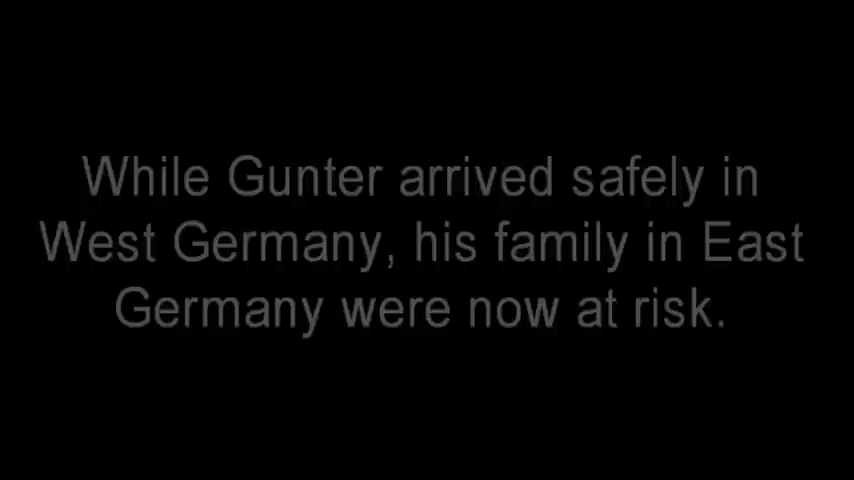 While Gunter arrived safely in
West Germany, his family in East
Germany were now at risk.